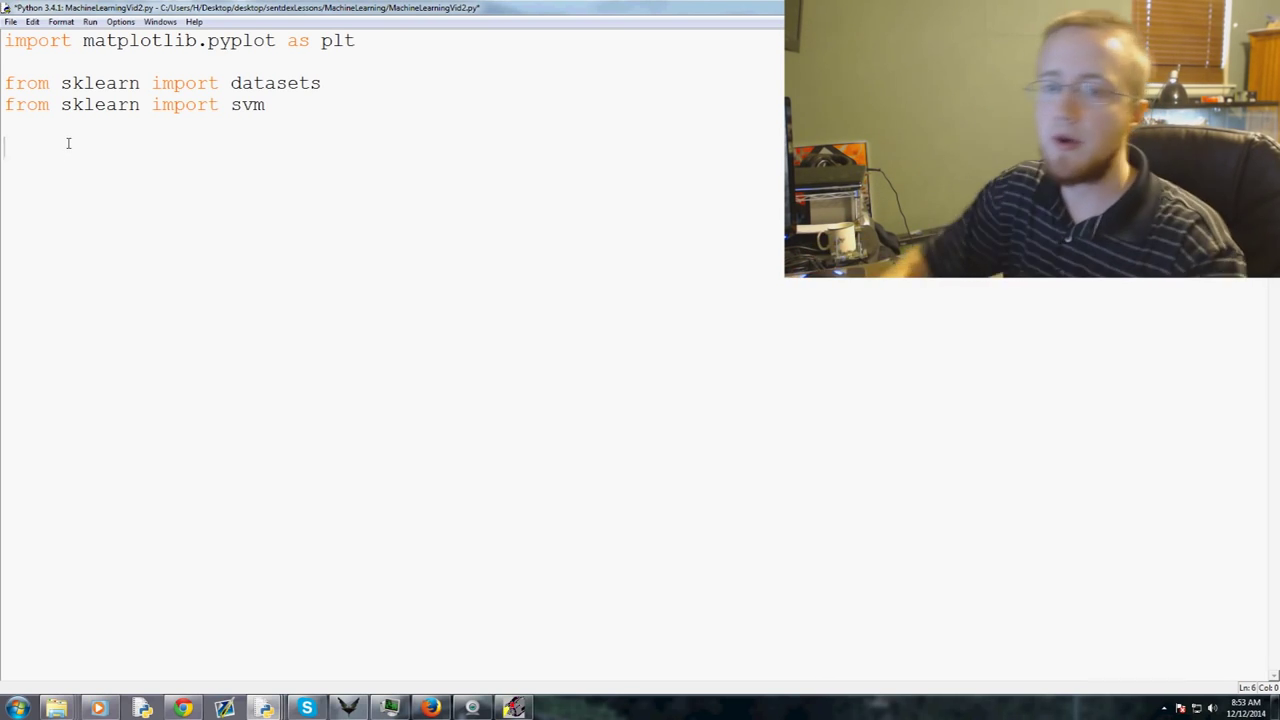 *Python 3.4.1: MachineLearningVid2.py - C:/Users/H/Desktop/desktop/sentdexLessons/MachineLearning/MachineLearningVid2.py*
File Edit Format Run Options Windows Help
import matplotlib.pyplot as plt
from sklearn import datasets
from sklearn import svm
Ln: 6 Col: 0
8:53 AM
12/12/2014